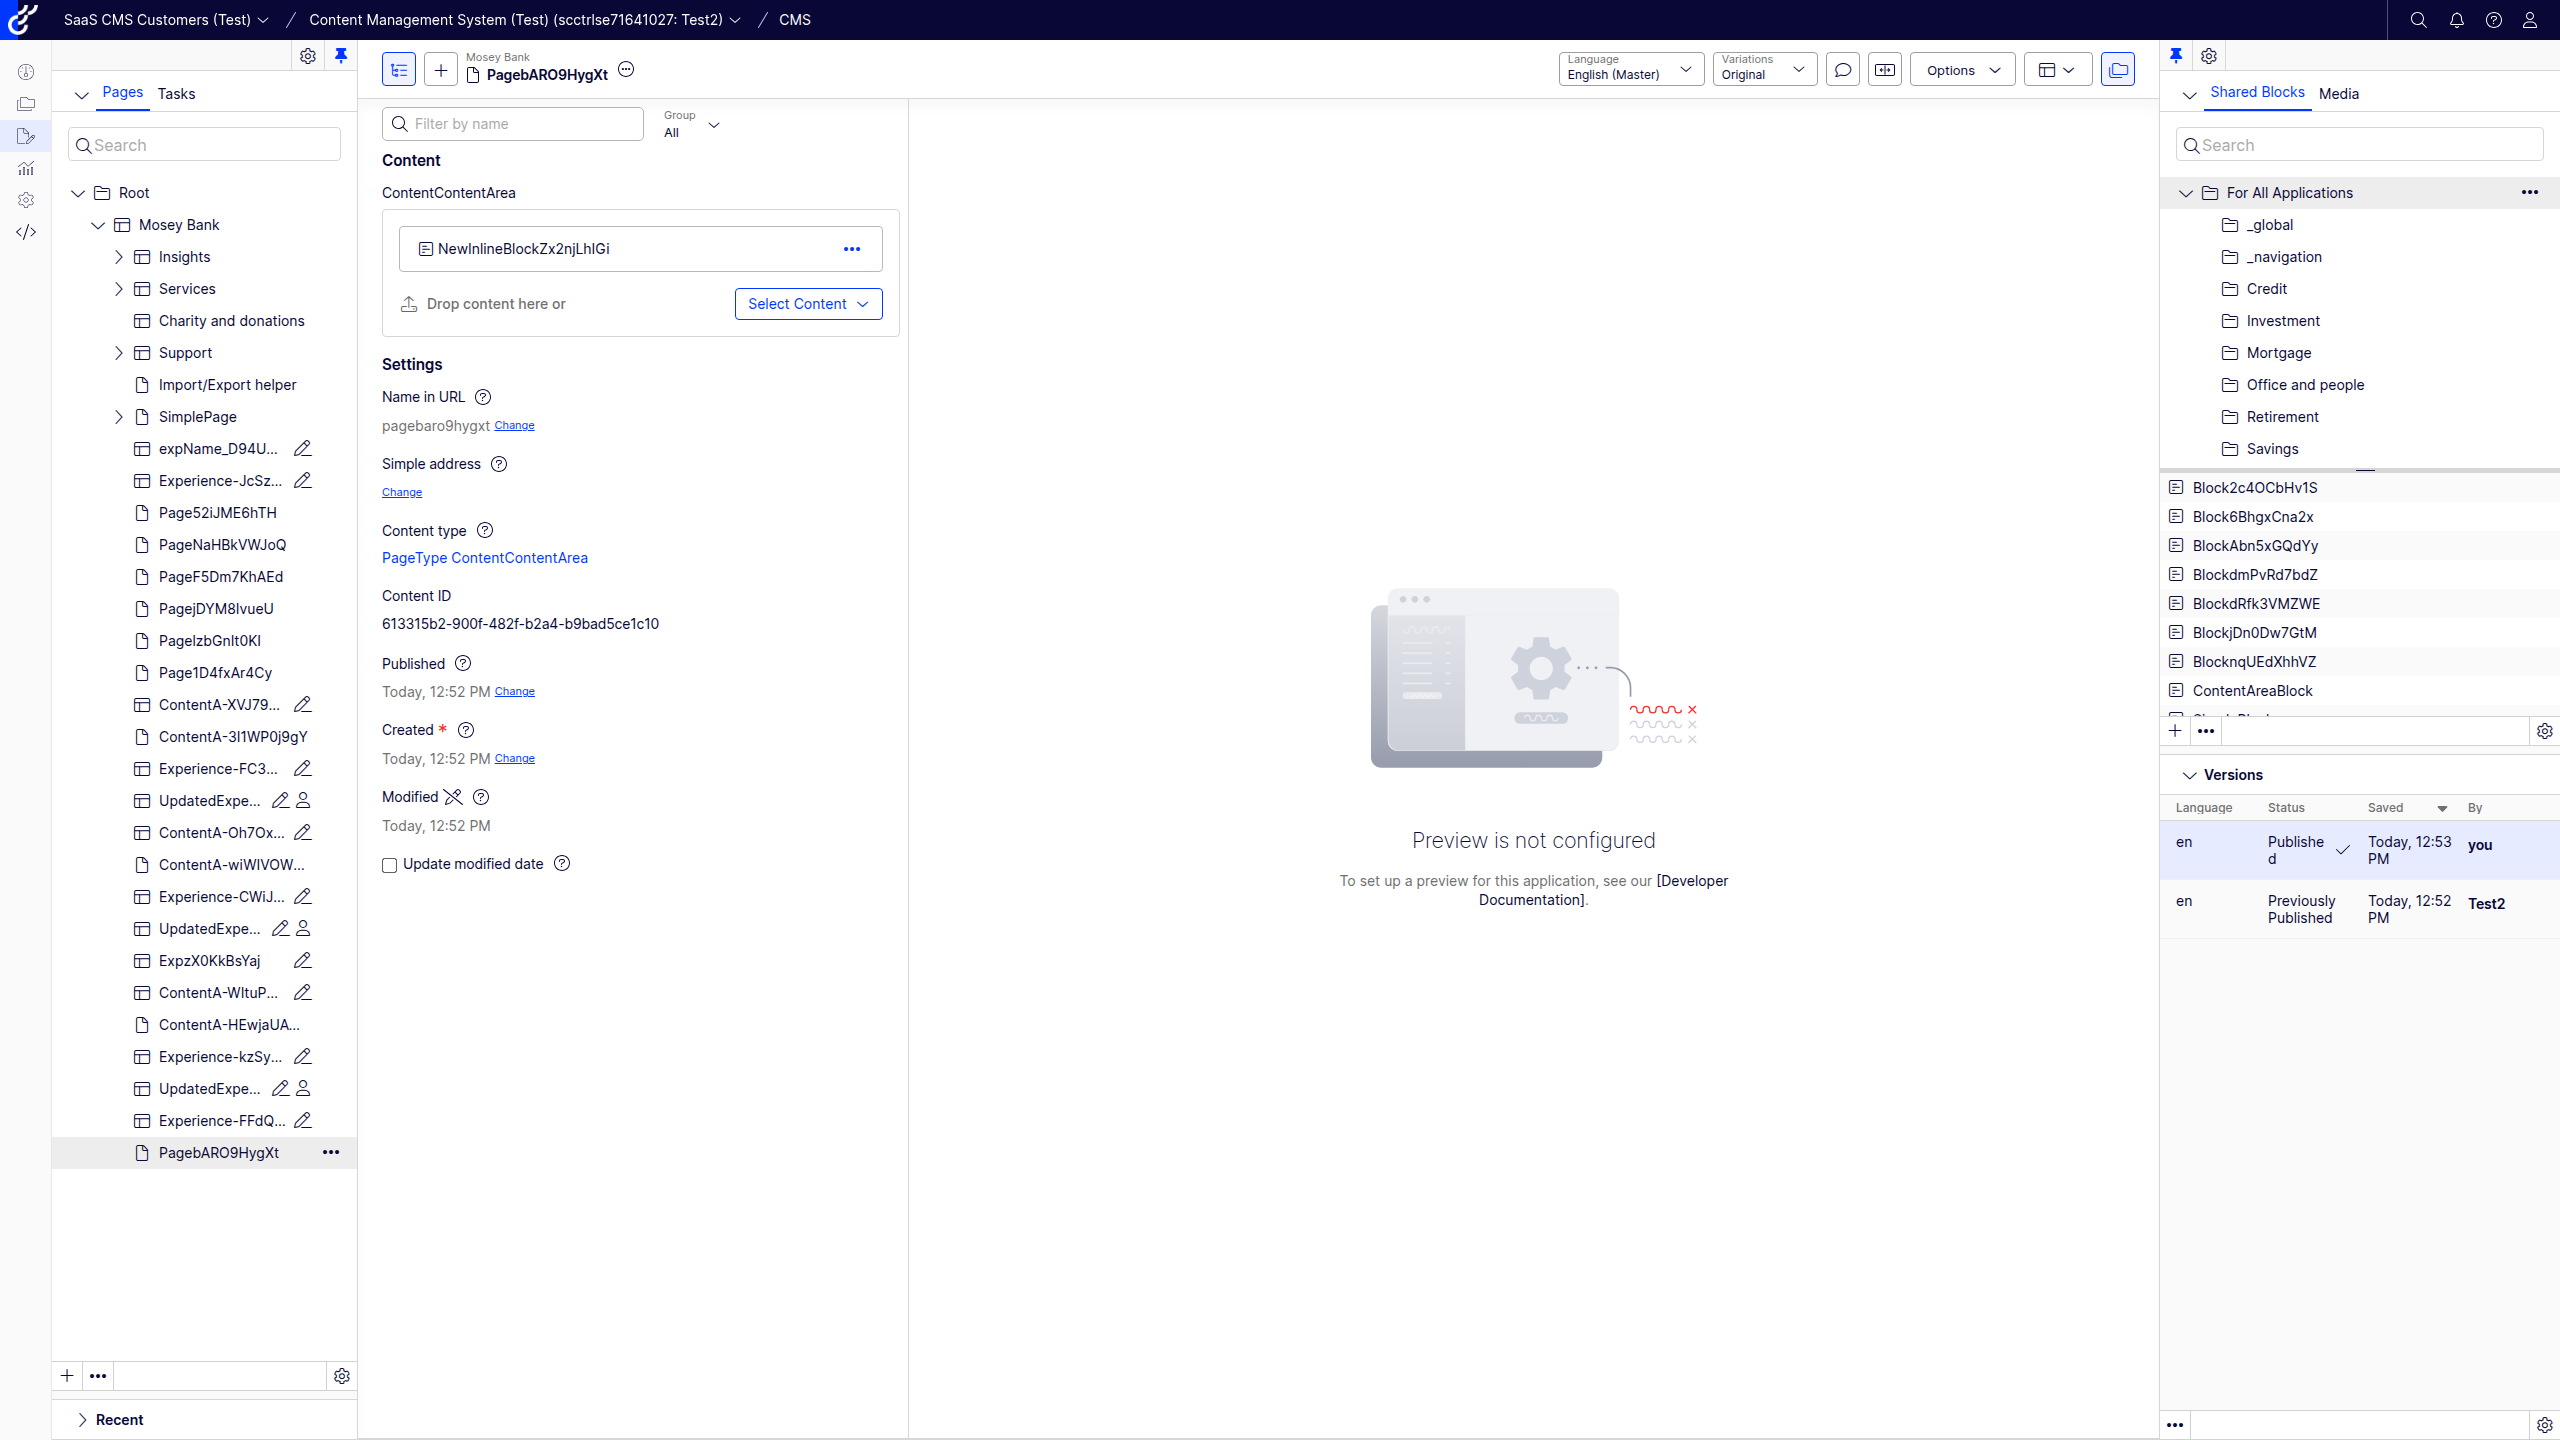 SaaS CMS Customers (Test) / Content Management System (scctrlse71641027: Test2) / CMS
Pages Tasks
Search
Root
Mosey Bank
Insights
Services
Charity and donations
Support
Import/Export helper
SimplePage
expName_D94U...
Experience-JcSz...
Page52iJME6hTH
PageNaHBkVWJoQ
PageF5Dm7KhAEd
PagejDYM8IvueU
PageIzbGnIt0KI
Page1D4fxAr4Cy
ContentA-XVJ79...
ContentA-3I1WP0j9gY
Experience-FC3...
UpdatedExpe...
ContentA-Oh7Ox...
ContentA-wiWIVOW...
Experience-CWiJ...
UpdatedExpe...
ExpzX0KkBsYaj
ContentA-WItuP...
ContentA-HEwjaUA...
Experience-kzSy...
UpdatedExpe...
Experience-FFdQ...
PagebARO9HygXt
Recent
Mosey Bank
PagebARO9HygXt
Language
English (Master)
Variations
Original
Options
Filter by name
Group
All
Content
ContentContentArea
NewInlineBlockZx2njLhIGi
Drop content here or
Select Content
Settings
Name in URL
pagebaro9hygxt Change
Simple address
Change
Content type
PageType ContentContentArea
Content ID
613315b2-900f-482f-b2a4-b9bad5ce1c10
Published
Today, 12:52 PM Change
Created *
Today, 12:52 PM Change
Modified
Today, 12:52 PM
Update modified date
Preview is not configured
To set up a preview for this application, see our [Developer
Documentation].
Shared Blocks Media
Search
For All Applications
_global
_navigation
Credit
Investment
Mortgage
Office and people
Retirement
Savings
Block2c4OCbHv1S
Block6BhgxCna2x
BlockAbn5xGQdYy
BlockdmPvRd7bdZ
BlockdRfk3VMZWE
BlockjDn0Dw7GtM
BlocknqUEdXhhVZ
ContentAreaBlock
Versions
Language Status Saved By
en Publishe Today, 12:53 you
d PM
en Previously Today, 12:52 Test2
Published PM